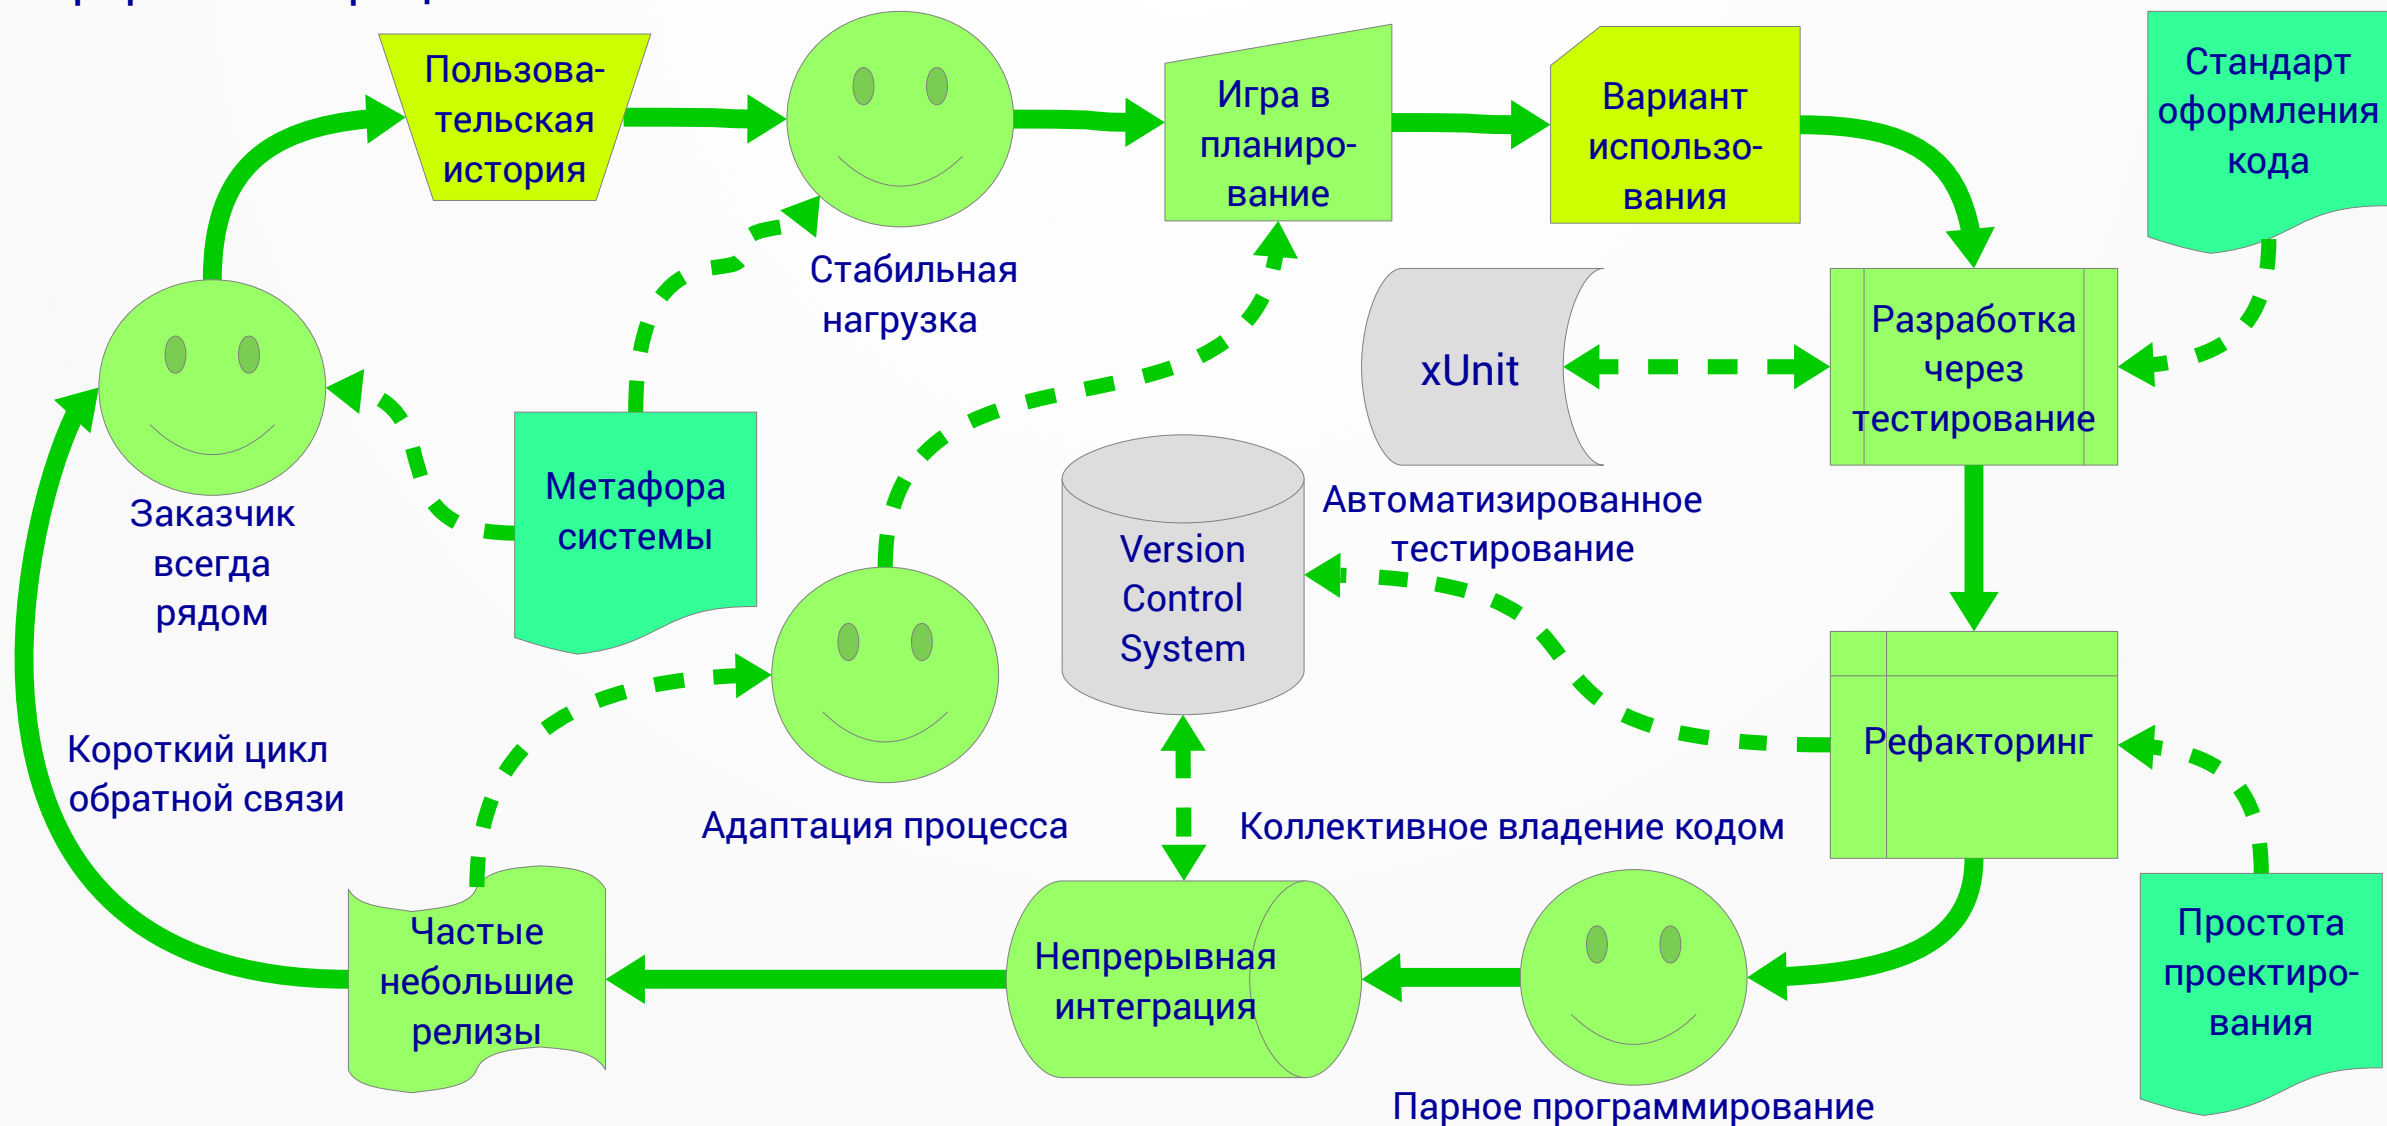 Пользова-
тельская
история
Игра в
планиро-
вание
Вариант
использо-
вания
Стандарт
оформления
кода
Стабильная
нагрузка
Разработка
через
тестирование
xUnit
Автоматизированное
тестирование
Заказчик
всегда
рядом
Метафора
системы
Version
Control
System
Рефакторинг
Короткий цикл
обратной связи
Адаптация процесса
Коллективное владение кодом
Частые
небольшие
релизы
Непрерывная
интеграция
Простота
проектиро-
вания
Парное программирование